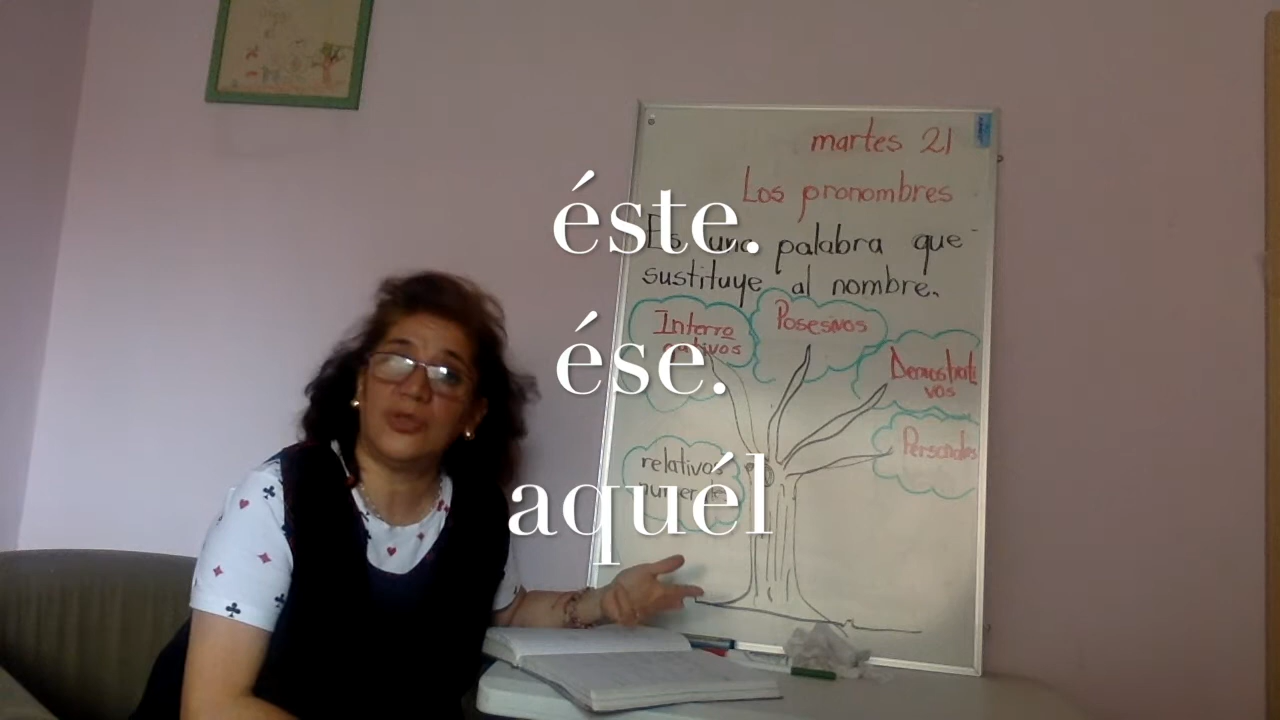 martes 21
Los pronombres
Es una palabra que
sustituye al nombre.
Interro
gativos
Posesivos
Demostrati
vos
Personales
relativos
éste.
ése.
aquél